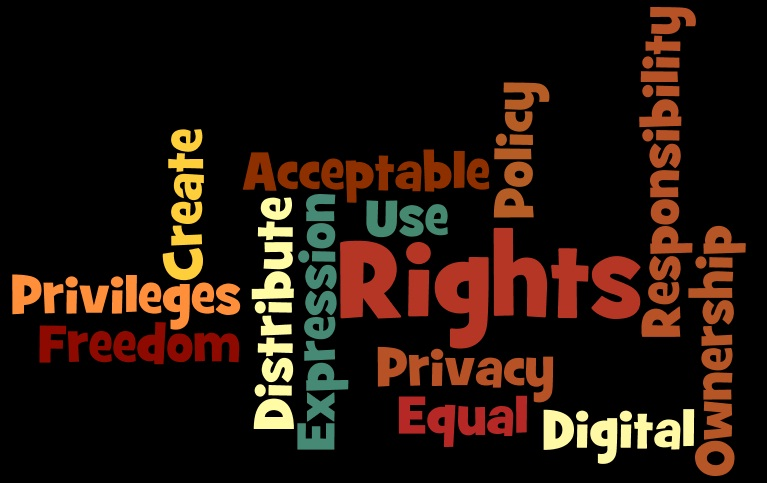 Create
Acceptable
Policy
Responsibility
Use
Distribute
Expression
Rights
Privileges
Freedom
Privacy
Equal
Digital
Ownership